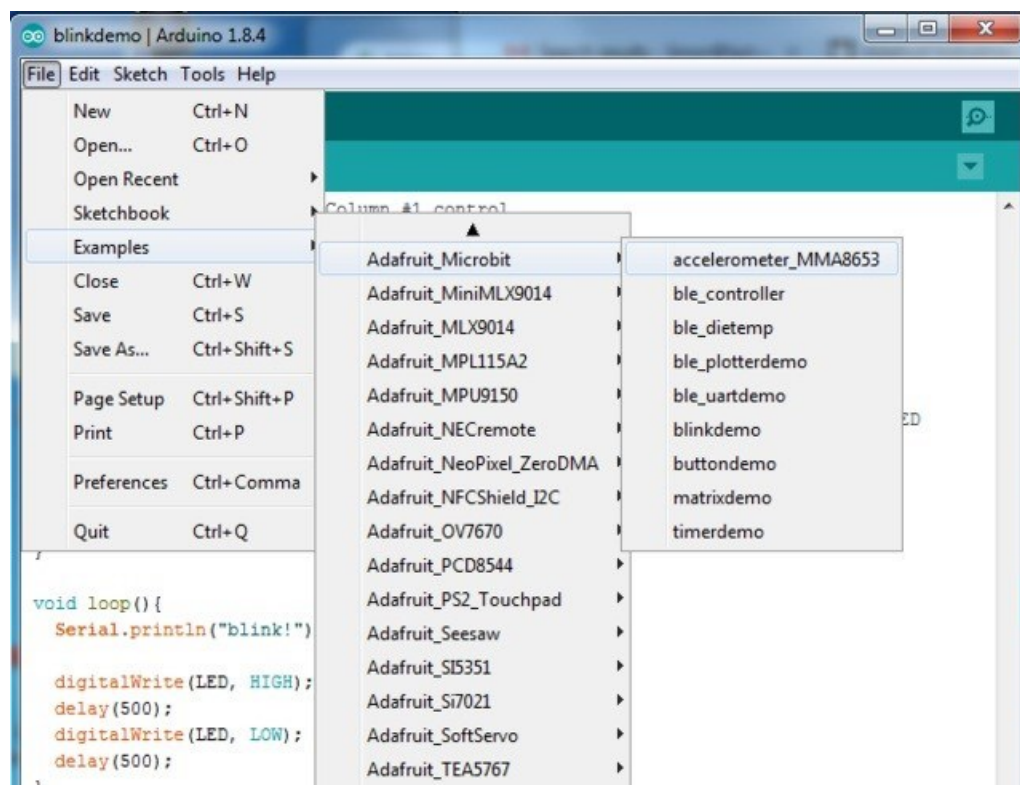 blinkdemo | Arduino 1.8.4
File Edit Sketch Tools Help
New Ctrl+N
Open... Ctrl+O
Open Recent
Sketchbook
Examples
Close Ctrl+W
Save Ctrl+S
Save As... Ctrl+Shift+S
Page Setup Ctrl+Shift+P
Print Ctrl+P
Preferences Ctrl+Comma
Quit Ctrl+Q
Column #1 control
Adafruit_Microbit
Adafruit_MiniMLX9014
Adafruit_MLX9014
Adafruit_MPL115A2
Adafruit_MPU9150
Adafruit_NECremote
Adafruit_NeoPixel_ZeroDMA
Adafruit_NFCShield_I2C
Adafruit_OV7670
Adafruit_PCD8544
Adafruit_PS2_Touchpad
Adafruit_Seesaw
Adafruit_SI5351
Adafruit_Si7021
Adafruit_SoftServo
Adafruit_TEA5767
accelerometer_MMA8653
ble_controller
ble_dietemp
ble_plotterdemo
ble_uartdemo
blinkdemo
buttondemo
matrixdemo
timerdemo
ED
}
void loop(){
Serial.println("blink!")
digitalWrite(LED, HIGH);
delay(500);
digitalWrite(LED, LOW);
delay(500);